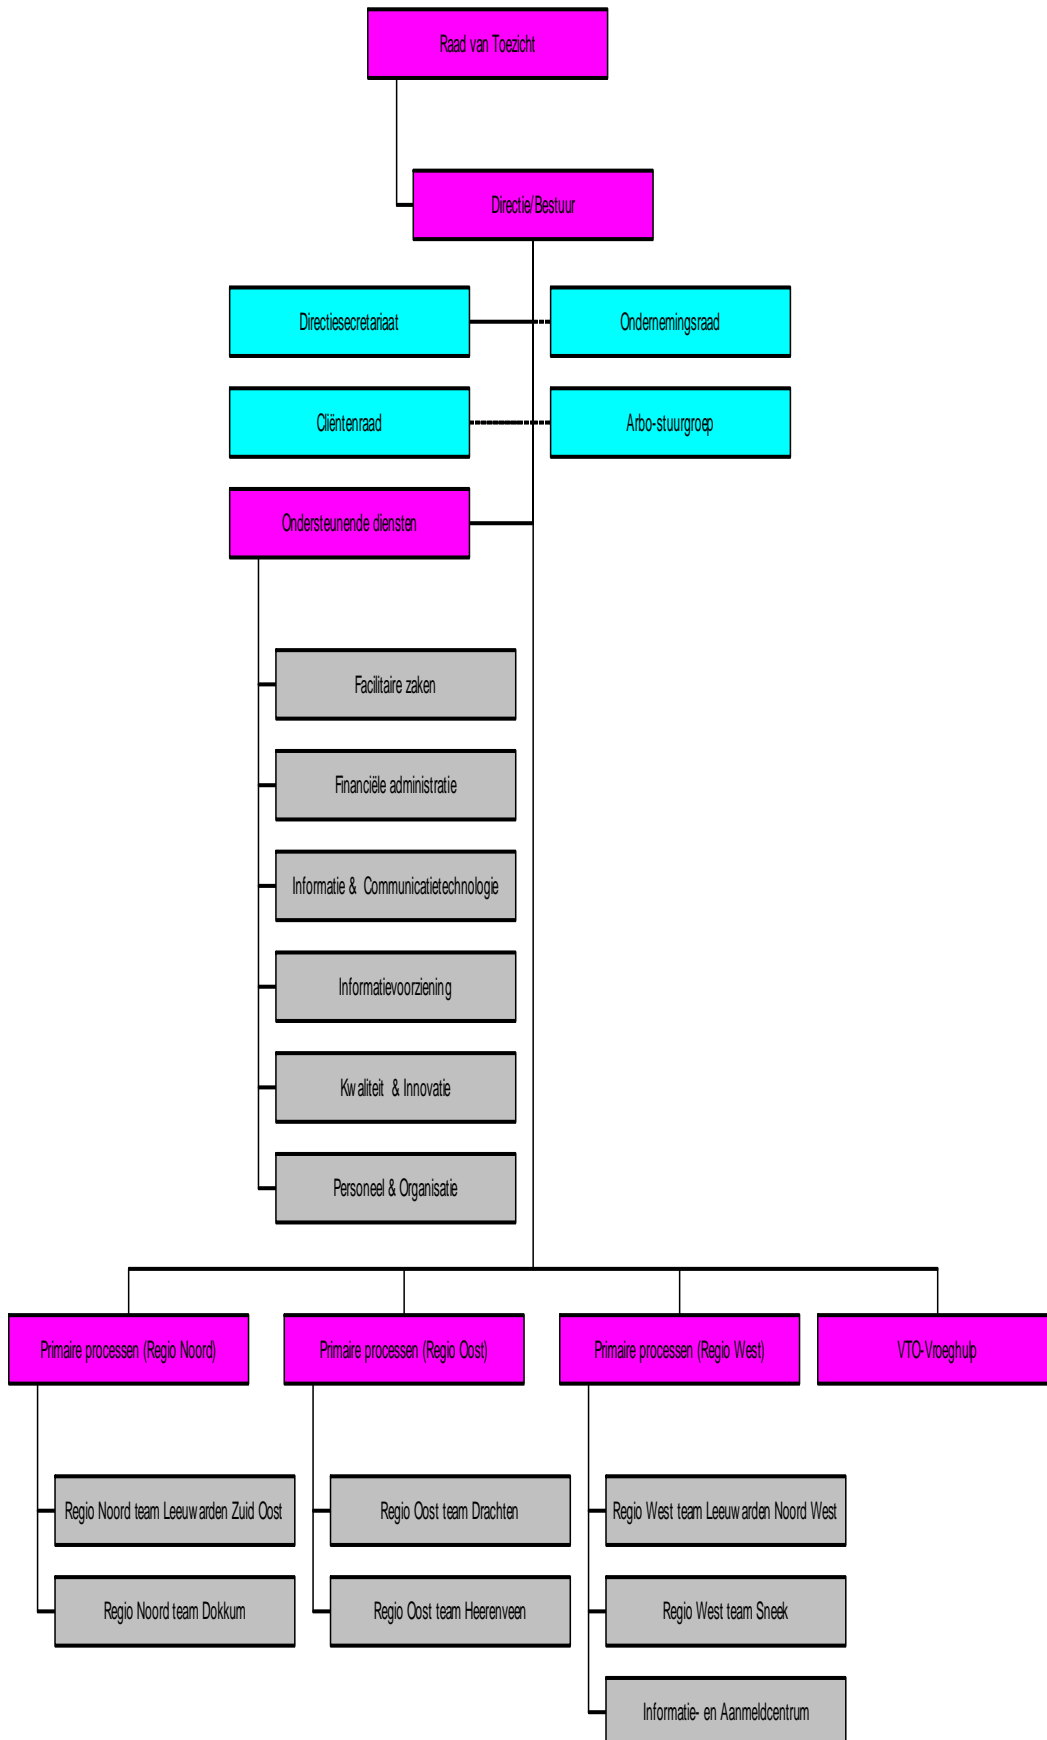 Raad van Toezicht
Directie/Bestuur
Directiesecretariaat
Ondernemingsraad
Cliëntenraad
Arbo-stuurgroep
Ondersteunende diensten
Facilitaire zaken
Financiële administratie
Informatie & Communicatietechnologie
Informatievoorziening
Kwaliteit & Innovatie
Personeel & Organisatie
Primaire processen (Regio Noord)
Primaire processen (Regio Oost)
Primaire processen (Regio West)
VTO-Vroeghulp
Regio Noord team Leeuwarden Zuid Oost
Regio Oost team Drachten
Regio West team Leeuwarden Noord West
Regio Noord team Dokkum
Regio Oost team Heerenveen
Regio West team Sneek
Informatie- en Aanmeldcentrum